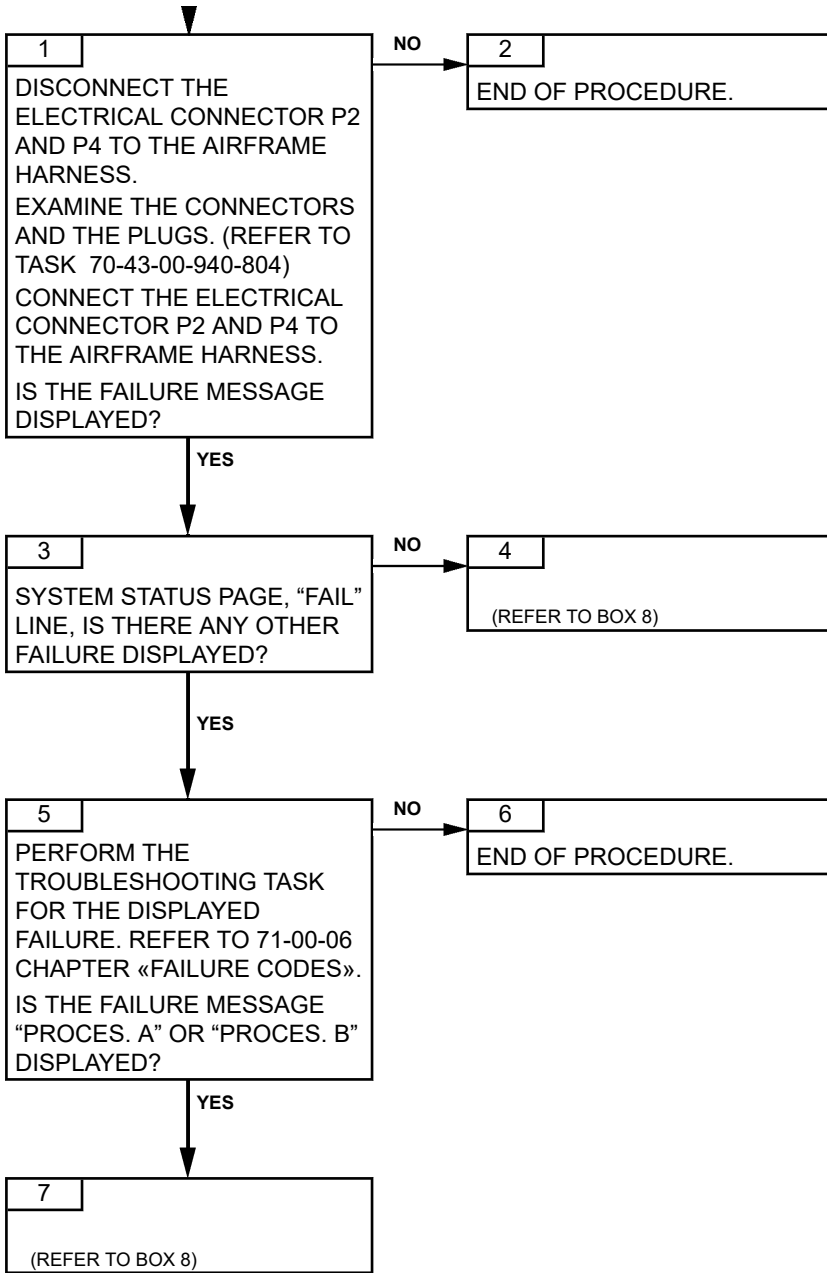 1
DISCONNECT THE
ELECTRICAL CONNECTOR P2
AND P4 TO THE AIRFRAME
HARNESS.
EXAMINE THE CONNECTORS
AND THE PLUGS. (REFER TO
TASK 70-43-00-940-804)
CONNECT THE ELECTRICAL
CONNECTOR P2 AND P4 TO
THE AIRFRAME HARNESS.
IS THE FAILURE MESSAGE
DISPLAYED?
NO
2
END OF PROCEDURE.
YES
3
SYSTEM STATUS PAGE, “FAIL”
LINE, IS THERE ANY OTHER
FAILURE DISPLAYED?
NO
4
(REFER TO BOX 8)
YES
5
PERFORM THE
TROUBLESHOOTING TASK
FOR THE DISPLAYED
FAILURE. REFER TO 71-00-06
CHAPTER «FAILURE CODES».
IS THE FAILURE MESSAGE
“PROCES. A” OR “PROCES. B”
DISPLAYED?
NO
6
END OF PROCEDURE.
YES
7
(REFER TO BOX 8)